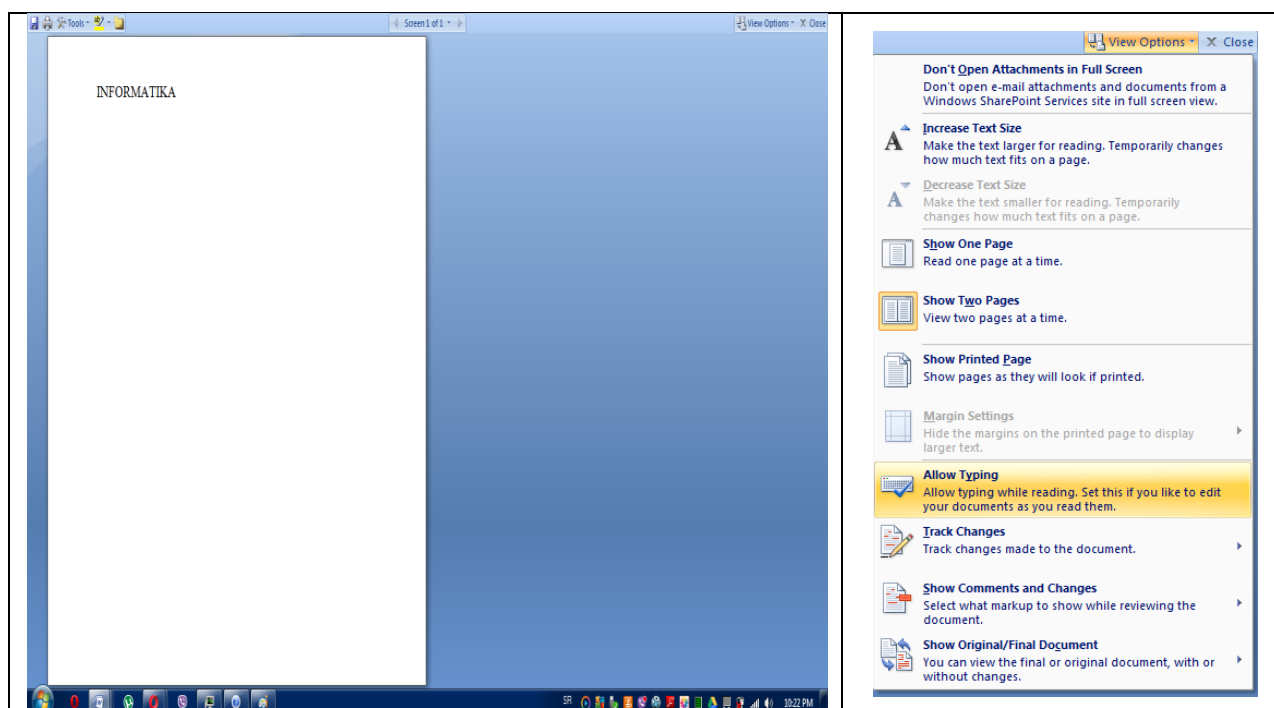 Tools
Screen 1 of 1
View Options X Close
INFORMATIKA
SR 10:22 PM
View Options X Close
Don't Open Attachments in Full Screen
Don't open e-mail attachments and documents from a
Windows SharePoint Services site in full screen view.
Increase Text Size
Make the text larger for reading. Temporarily changes
how much text fits on a page.
Decrease Text Size
Make the text smaller for reading. Temporarily
changes how much text fits on a page.
Show One Page
Read one page at a time.
Show Two Pages
View two pages at a time.
Show Printed Page
Show pages as they will look if printed.
Margin Settings
Hide the margins on the printed page to display
larger text.
Allow Typing
Allow typing while reading. Set this if you like to edit
your documents as you read them.
Track Changes
Track changes made to the document.
Show Comments and Changes
Select what markup to show while reviewing the
document.
Show Original/Final Document
You can view the final or original document, with or
without changes.